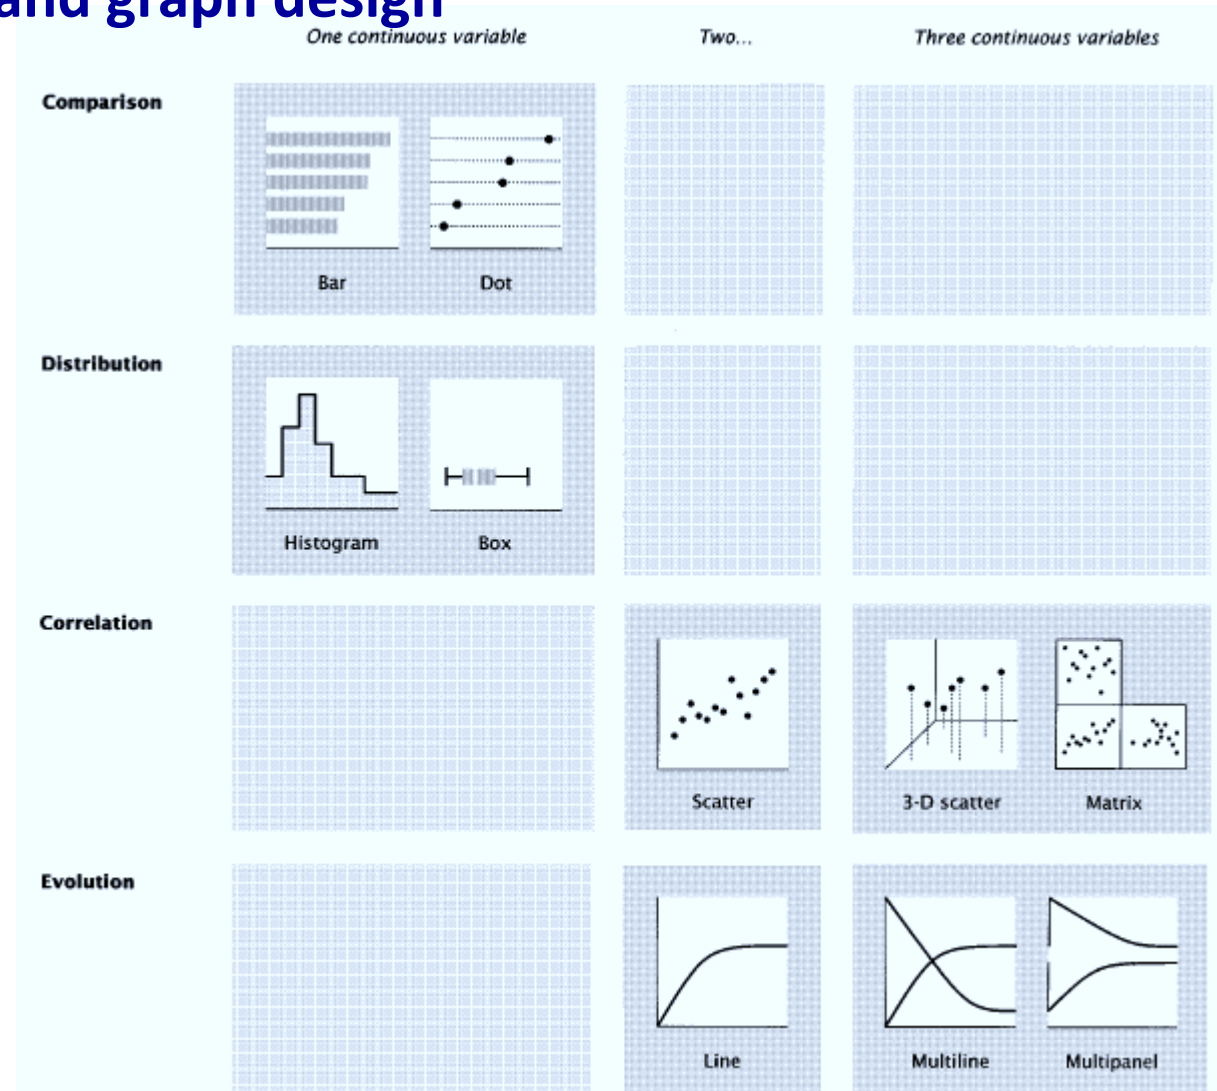 and graph design
One continuous variable Two... Three continuous variables
Comparison
Bar Dot
Distribution
Histogram Box
Correlation
Scatter 3-D scatter Matrix
Evolution
Line Multiline Multipanel